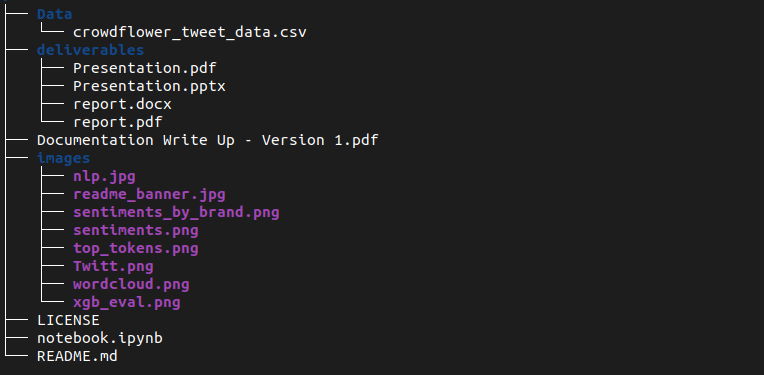 Data
crowdflower_tweet_data.csv
deliverables
Presentation.pdf
Presentation.pptx
report.docx
report.pdf
Documentation Write Up - Version 1.pdf
images
nlp.jpg
readme_banner.jpg
sentiments_by_brand.png
sentiments.png
top_tokens.png
Twitt.png
wordcloud.png
xgb_eval.png
LICENSE
notebook.ipynb
README.md